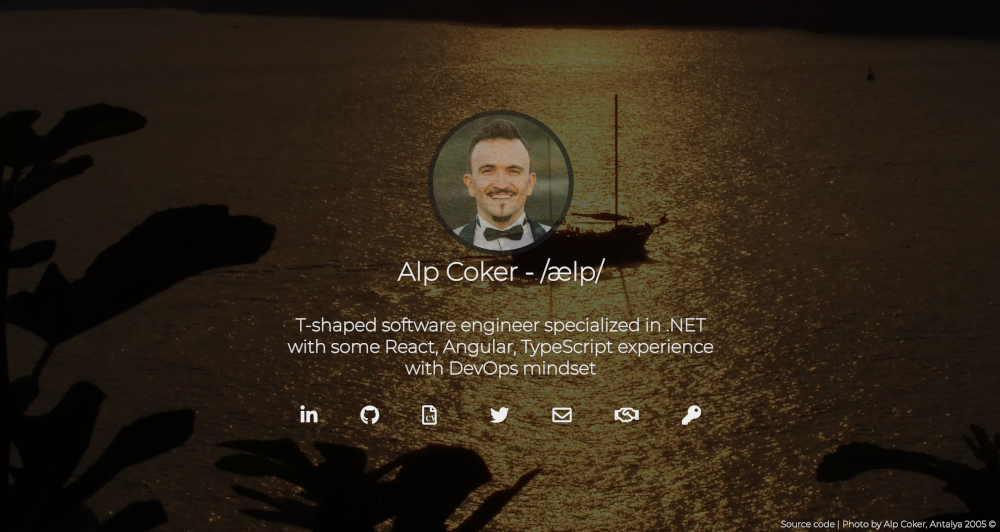 Alp Coker - /ælp/
T-shaped software engineer specialized in .NET
with some React, Angular, TypeScript experience
with DevOps mindset
in
CV
Source code | Photo by Alp Coker, Antalya 2005 ©